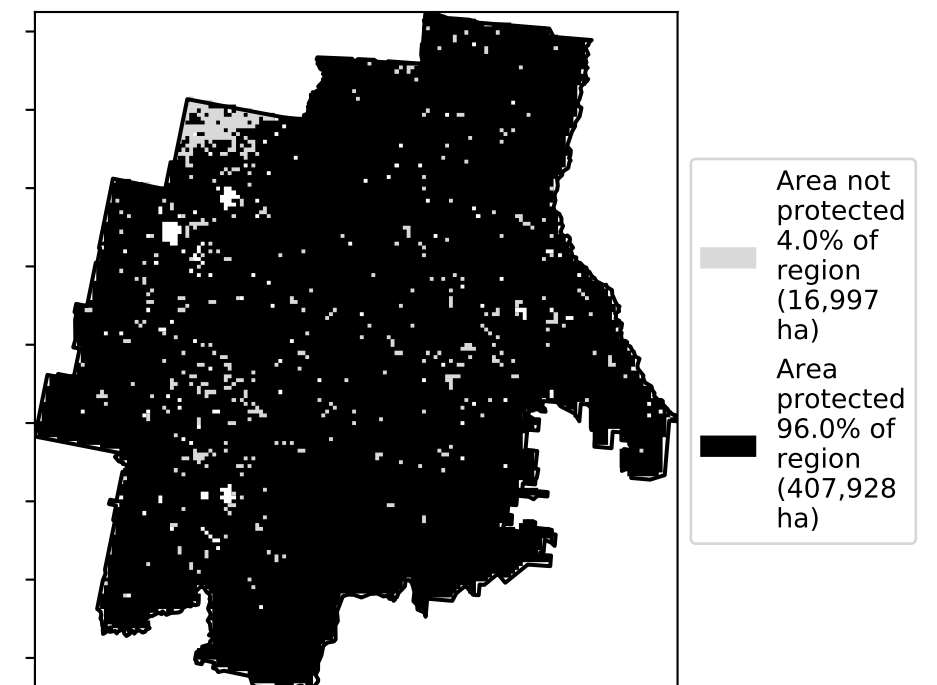 Area not
protected
4.0% of
region
(16,997
ha)
Area
protected
96.0% of
region
(407,928
ha)